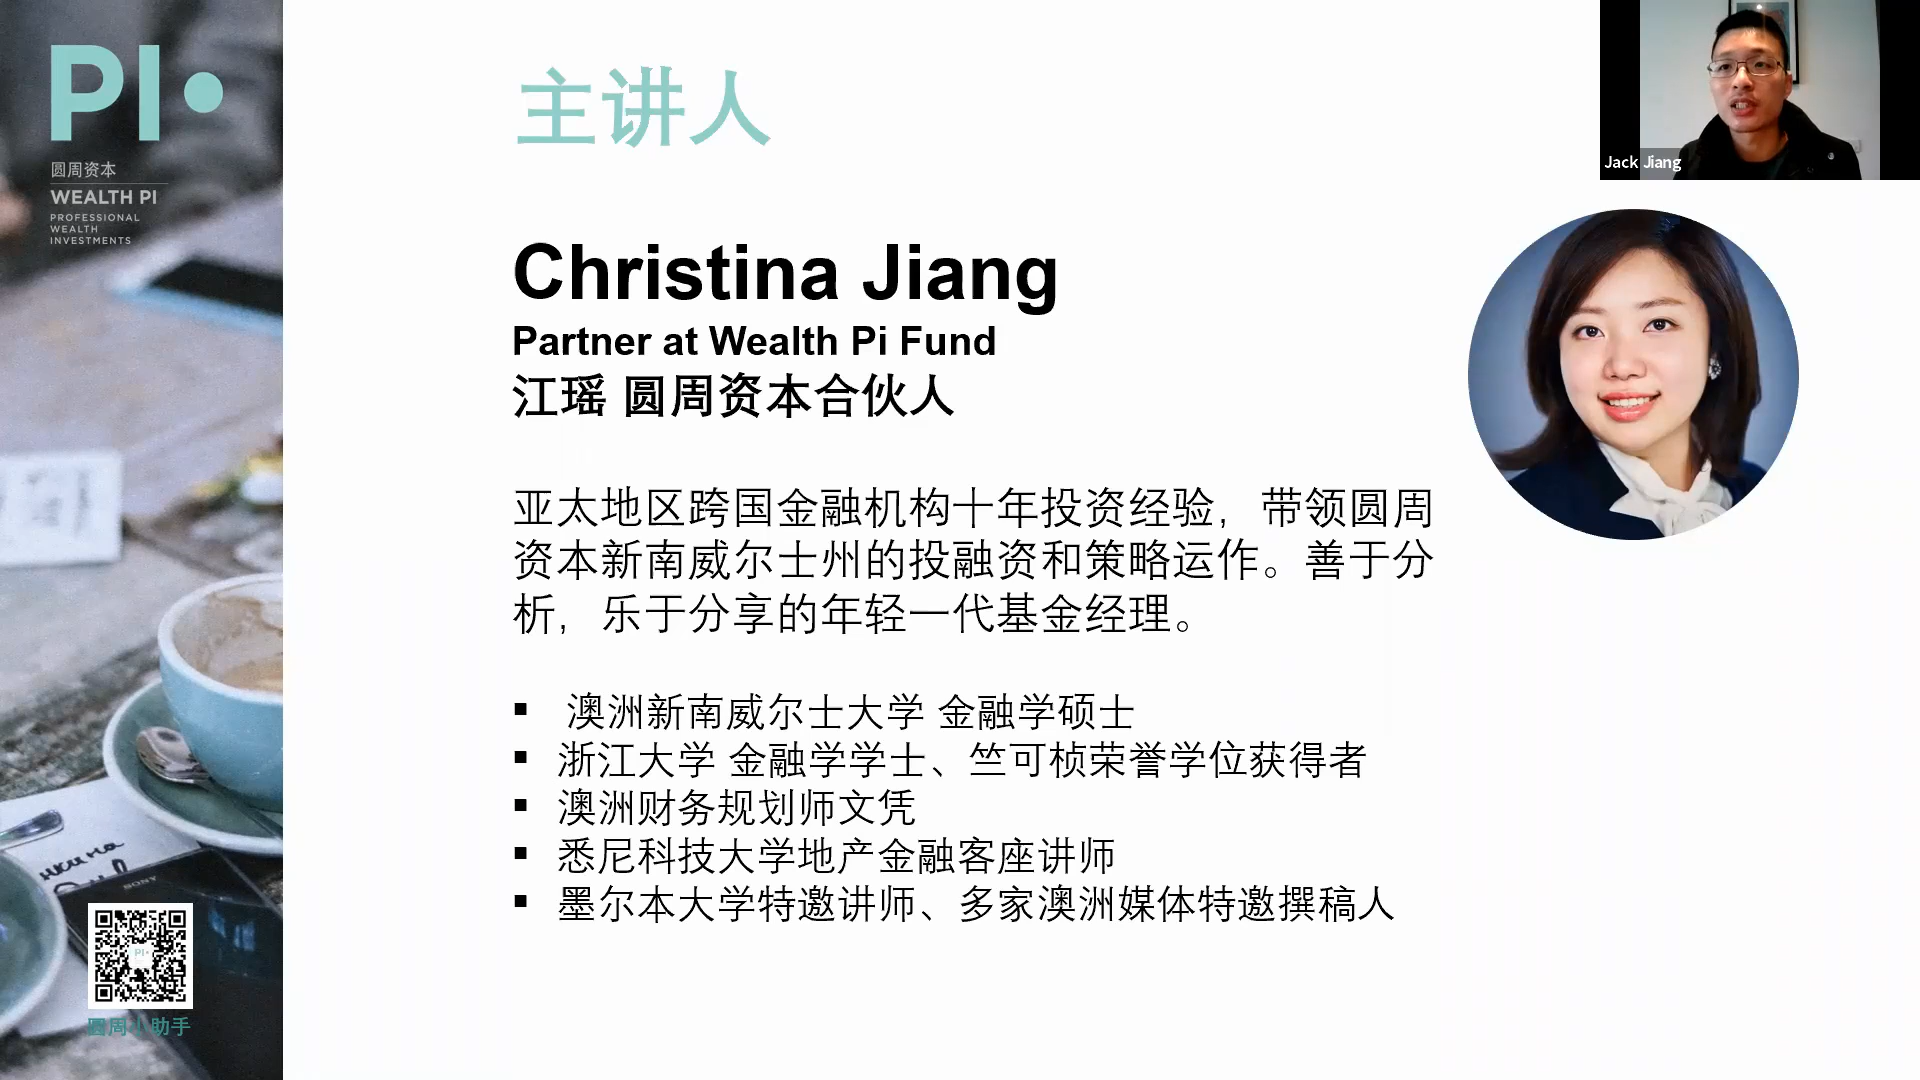 PI
圆周资本
WEALTH PI
PROFESSIONAL
WEALTH
INVESTMENTS
主讲人
Jack Jiang
Christina Jiang
Partner at Wealth Pi Fund
江瑶 圆周资本合伙人
亚太地区跨国金融机构十年投资经验，带领圆周
资本新南威尔士州的投融资和策略运作。善于分
析，乐于分享的年轻一代基金经理。
▪ 澳洲新南威尔士大学 金融学硕士
▪ 浙江大学 金融学学士、竺可桢荣誉学位获得者
▪ 澳洲财务规划师文凭
▪ 悉尼科技大学地产金融客座讲师
▪ 墨尔本大学特邀讲师、多家澳洲媒体特邀撰稿人
SONY
PI
圆周小助手